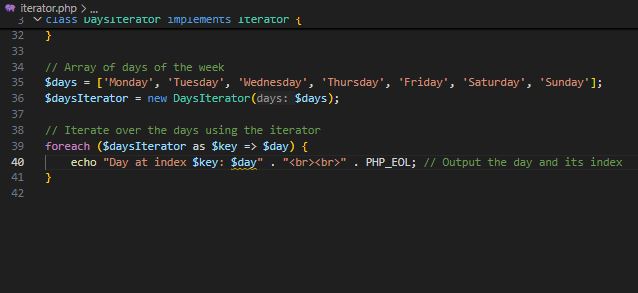 iterator.php > ...
3 class DaysIterator implements Iterator {
32 }
33
34 // Array of days of the week
35 $days = ['Monday', 'Tuesday', 'Wednesday', 'Thursday', 'Friday', 'Saturday', 'Sunday'];
36 $daysIterator = new DaysIterator(days: $days);
37
38 // Iterate over the days using the iterator
39 foreach ($daysIterator as $key => $day) {
40 echo "Day at index $key: $day" . "<br><br>" . PHP_EOL; // Output the day and its index
41 }
42